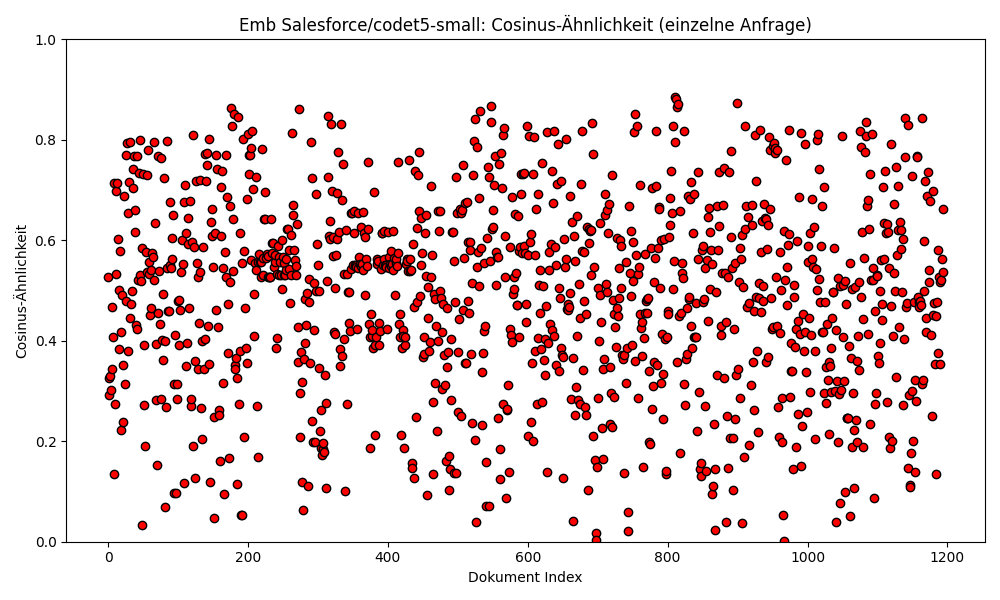 Emb Salesforce/codet5-small: Cosinus-Ähnlichkeit (einzelne Anfrage)
1.0
0.8
0.6
0.4
0.2
0.0
Cosinus-Ähnlichkeit
0 200 400 600 800 1000 1200
Dokument Index